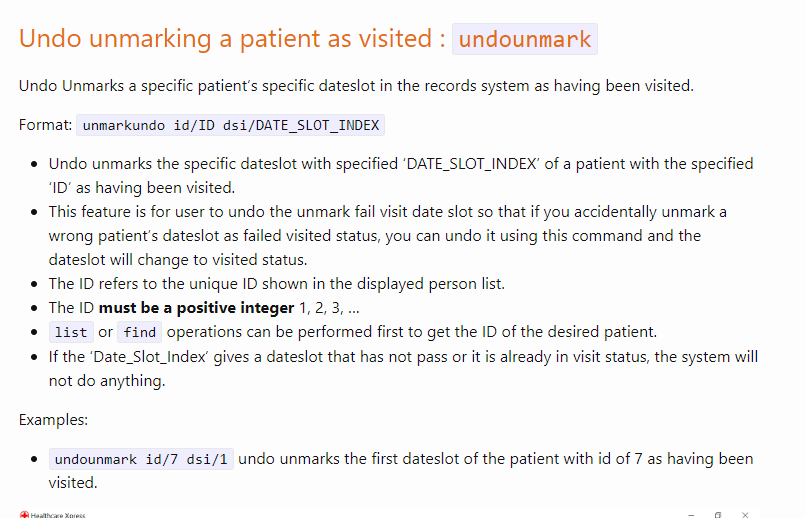 Undo unmarking a patient as visited : undounmark
Undo Unmarks a specific patient's specific dateslot in the records system as having been visited.
Format: unmarkundo id/ID dsi/DATE_SLOT_INDEX
• Undo unmarks the specific dateslot with specified 'DATE_SLOT_INDEX' of a patient with the specified
'ID' as having been visited.
• This feature is for user to undo the unmark fail visit date slot so that if you accidentally unmark a
wrong patient's dateslot as failed visited status, you can undo it using this command and the
dateslot will change to visited status.
• The ID refers to the unique ID shown in the displayed person list.
• The ID must be a positive integer 1, 2, 3, …
• list or find operations can be performed first to get the ID of the desired patient.
• If the 'Date_Slot_Index' gives a dateslot that has not pass or it is already in visit status, the system will
not do anything.
Examples:
• undounmark id/7 dsi/1 undo unmarks the first dateslot of the patient with id of 7 as having been
visited.
Healthcare Xpress